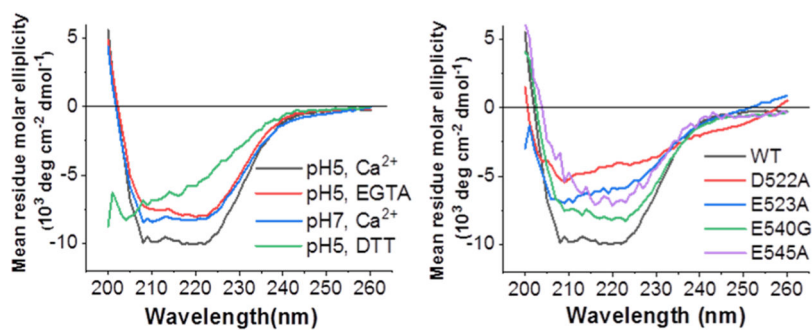 Mean residue molar ellipicity
(10³ deg cm⁻² dmol⁻¹)
5
0
-5
-10
pH5, Ca²⁺
pH5, EGTA
pH7, Ca²⁺
pH5, DTT
200 210 220 230 240 250 260
Wavelength(nm)
Mean residue molar ellipicity
(10³ deg cm⁻² dmol⁻¹)
5
0
-5
-10
WT
D522A
E523A
E540G
E545A
200 210 220 230 240 250 260
Wavelength (nm)